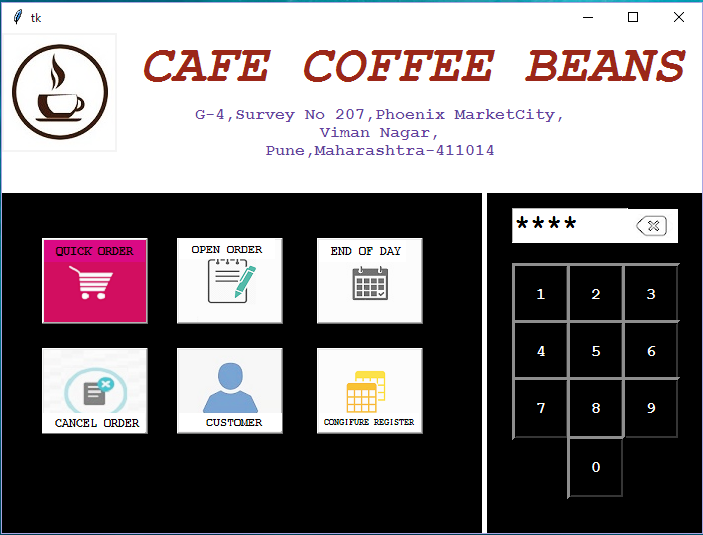 tk
CAFE COFFEE BEANS
G-4,Survey No 207,Phoenix MarketCity,
Viman Nagar,
Pune,Maharashtra-411014
QUICK ORDER
OPEN ORDER
END OF DAY
CANCEL ORDER
CUSTOMER
CONGIFURE REGISTER
****
1 2 3
4 5 6
7 8 9
0